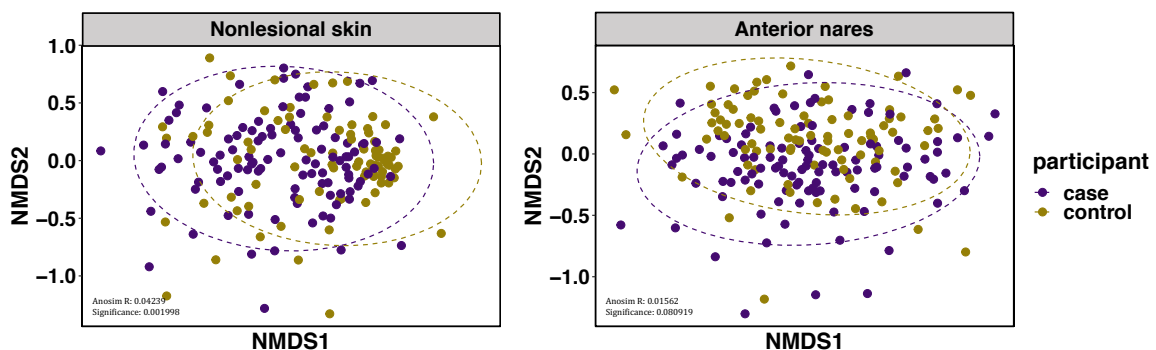 Nonlesional skin
Anterior nares
1.0
0.5
0.0
−0.5
−1.0
NMDS2
Anosim R: 0.04239
Significance: 0.001998
NMDS1
0.5
0.0
−0.5
−1.0
NMDS2
Anosim R: 0.01562
Significance: 0.080919
NMDS1
participant
case
control